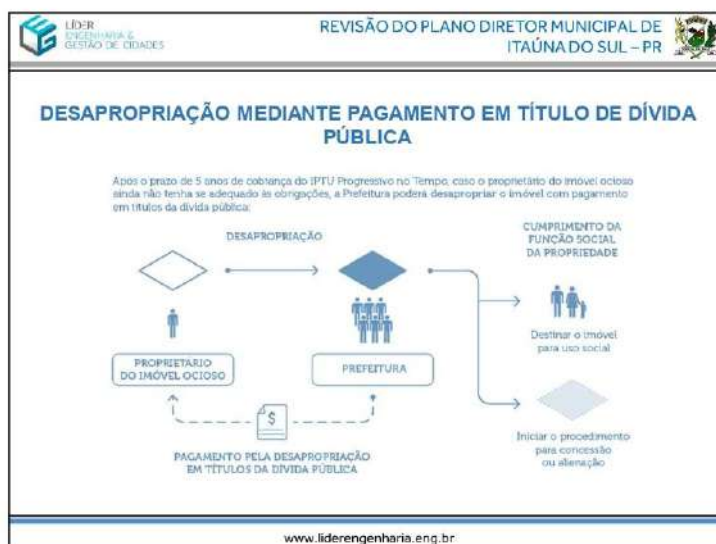 LÍDER
ENGENHARIA &
GESTÃO DE CIDADES
REVISÃO DO PLANO DIRETOR MUNICIPAL DE
ITAÚNA DO SUL – PR
DESAPROPRIAÇÃO MEDIANTE PAGAMENTO EM TÍTULO DE DÍVIDA
PÚBLICA
Após o prazo de 5 anos de cobrança do IPTU Progressivo no Tempo, caso o proprietário do imóvel ocioso
ainda não tenha se adequado às obrigações, a Prefeitura poderá desapropriar o imóvel com pagamento
em títulos da dívida pública:
DESAPROPRIAÇÃO
CUMPRIMENTO DA
FUNÇÃO SOCIAL
DA PROPRIEDADE
Destinar o imóvel
para uso social
PROPRIETÁRIO
DO IMÓVEL OCIOSO
PREFEITURA
$
PAGAMENTO PELA DESAPROPRIAÇÃO
EM TÍTULOS DA DÍVIDA PÚBLICA
Iniciar o procedimento
para concessão
ou alienação
www.liderengenharia.eng.br